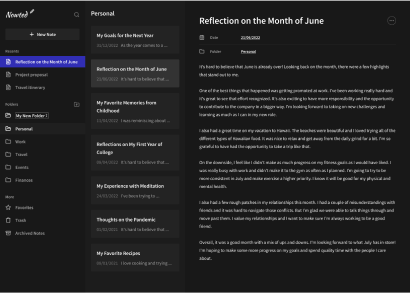 Nowted
+ New Note
Recents
Reflection on the Month of June
Project proposal
Travel itinerary
Folders
My New Folder
Personal
Work
Travel
Events
Finances
More
Favorites
Trash
Archived Notes
Personal
My Goals for the Next Year
As the year comes to a ...
Reflection on the Month of June
It's hard to believe that ...
My Favorite Memories from
Childhood
I was reminiscing about ...
Reflections on My First Year of
College
It's hard to believe that ...
My Experience with Meditation
I've been trying to ...
Thoughts on the Pandemic
It's hard to believe that ...
My Favorite Recipes
I love cooking and trying ...
Reflection on the Month of June
Date 21/06/2022
Folder Personal
It's hard to believe that June is already over! Looking back on the month, there were a few highlights
that stand out to me.
One of the best things that happened was getting promoted at work. I've been working really hard and
it's great to see that effort recognized. It's also exciting to have more responsibility and the opportunity
to contribute to the company in a bigger way. I'm looking forward to taking on new challenges and
learning as much as I can in my new role.
I also had a great time on my vacation to Hawaii. The beaches were beautiful and I loved trying all of the
different types of Hawaiian food. It was nice to relax and get away from the daily grind for a bit. I'm so
grateful to have had the opportunity to take a trip like that.
On the downside, I feel like I didn't make as much progress on my fitness goals as I would have liked. I
was really busy with work and didn't make it to the gym as often as I planned. I'm going to try to be
more consistent in July and make exercise a higher priority. I know it will be good for my physical and
mental health.
I also had a few rough patches in my relationships this month. I had a couple of misunderstandings with
friends and it was hard to navigate those conflicts. But I'm glad we were able to talk things through and
move past them. I value my relationships and I want to make sure I'm always working to be a good
friend.
Overall, it was a good month with a mix of ups and downs. I'm looking forward to what July has in store!
I'm hoping to make some more progress on my goals and spend quality time with the people I care
about.